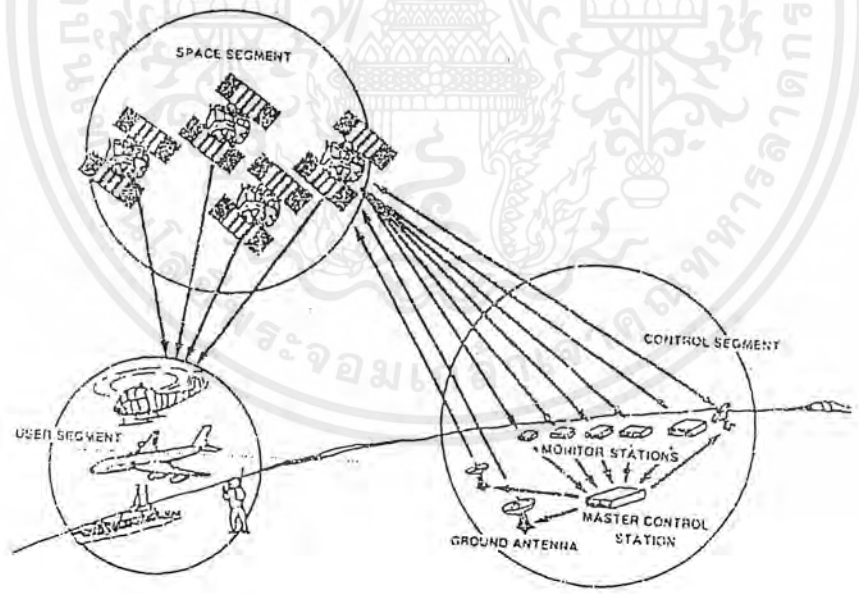 SPACE SEGMENT
CONTROL SEGMENT
USER SEGMENT
MONITOR STATIONS
MASTER CONTROL
STATION
GROUND ANTENNA